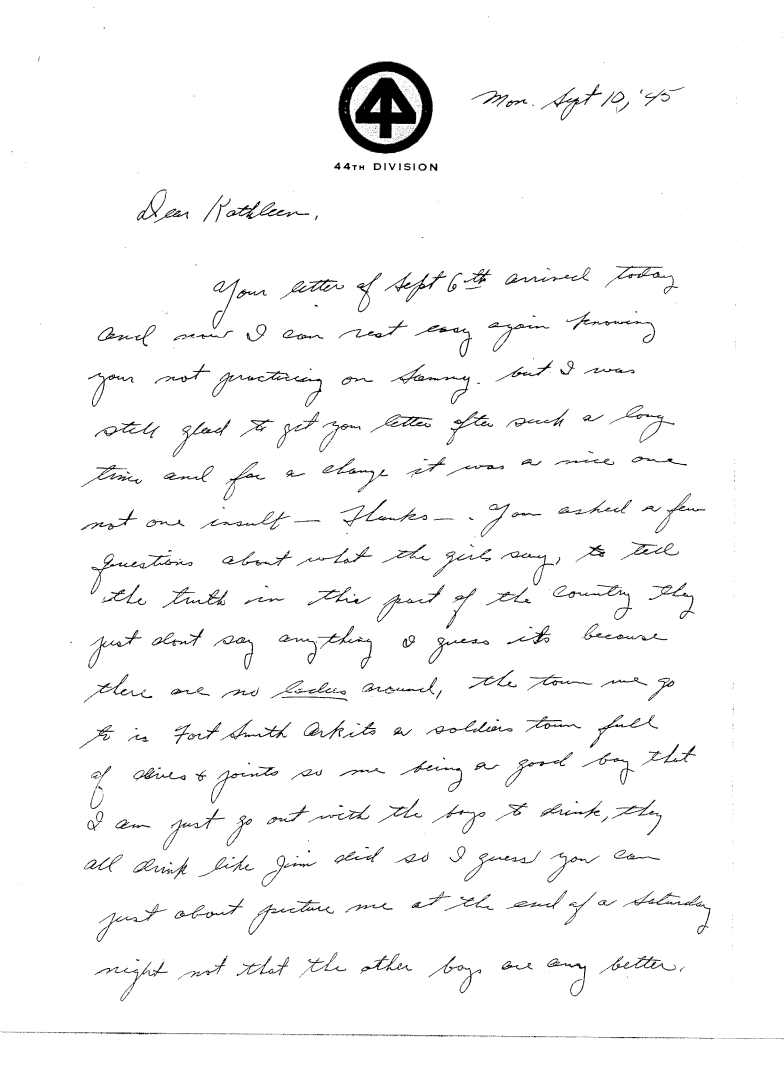 Mon. Sept 10, '45
44TH DIVISION
Dear Kathleen,
Your letter of Sept 6th arrived today
and now I can rest easy again knowing
your not practicing on Sammy. but I was
still glad to get you letter after such a long
time and for a change it was a nice one
not one insult — Thanks —. You asked a few
questions about what the girls say, to tell
the truth in this part of the country they
just dont say anything I guess its because
there are no ladies around, the town we go
to is Fort Smith Ark its a soldiers town full
of dives & joints so me being a good boy that
I am just go out with the boys to drink, they
all drink like Jim did so I guess you can
just about picture me at the end of a Saturday
night not that the other boys are any better.